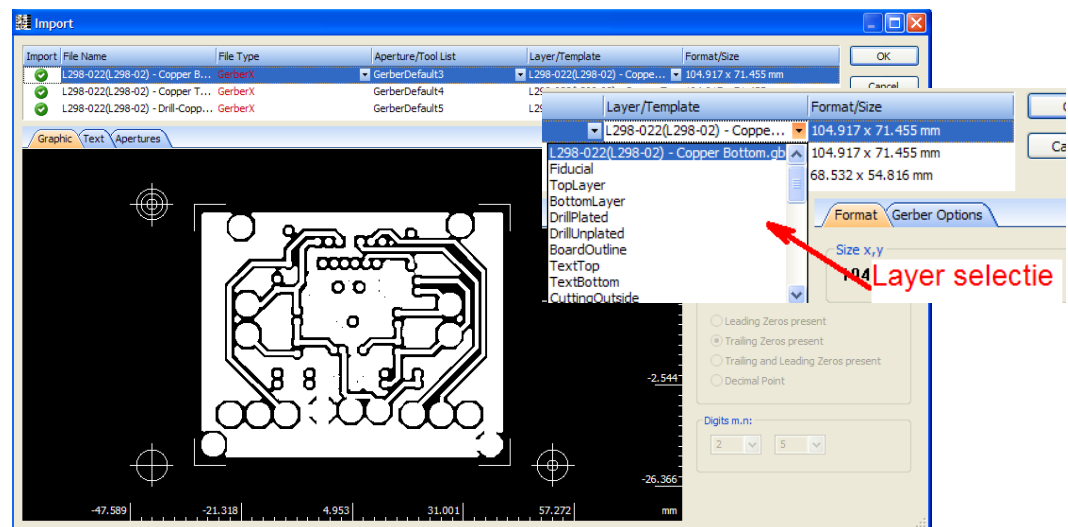 Import
Import File Name File Type Aperture/Tool List Layer/Template Format/Size
L298-022(L298-02) - Copper B... GerberX GerberDefault3 L298-022(L298-02) - Coppe... 104.917 x 71.455 mm
L298-022(L298-02) - Copper T... GerberX GerberDefault4
L298-022(L298-02) - Drill-Copp... GerberX GerberDefault5
OK
Cancel
Layer/Template Format/Size
L298-022(L298-02) - Coppe... 104.917 x 71.455 mm
L298-022(L298-02) - Copper Bottom.gb 104.917 x 71.455 mm
Fiducial 68.532 x 54.816 mm
TopLayer
BottomLayer
DrillPlated
DrillUnplated
BoardOutline
TextTop
TextBottom
CuttingOutside
Graphic Text Apertures
Format Gerber Options
Size x,y
Layer selectie
Leading Zeros present
Trailing Zeros present
Trailing and Leading Zeros present
Decimal Point
Digits m.n:
2 5
-2.544
-26.366
-47.589 -21.318 4.953 31.001 57.272 mm